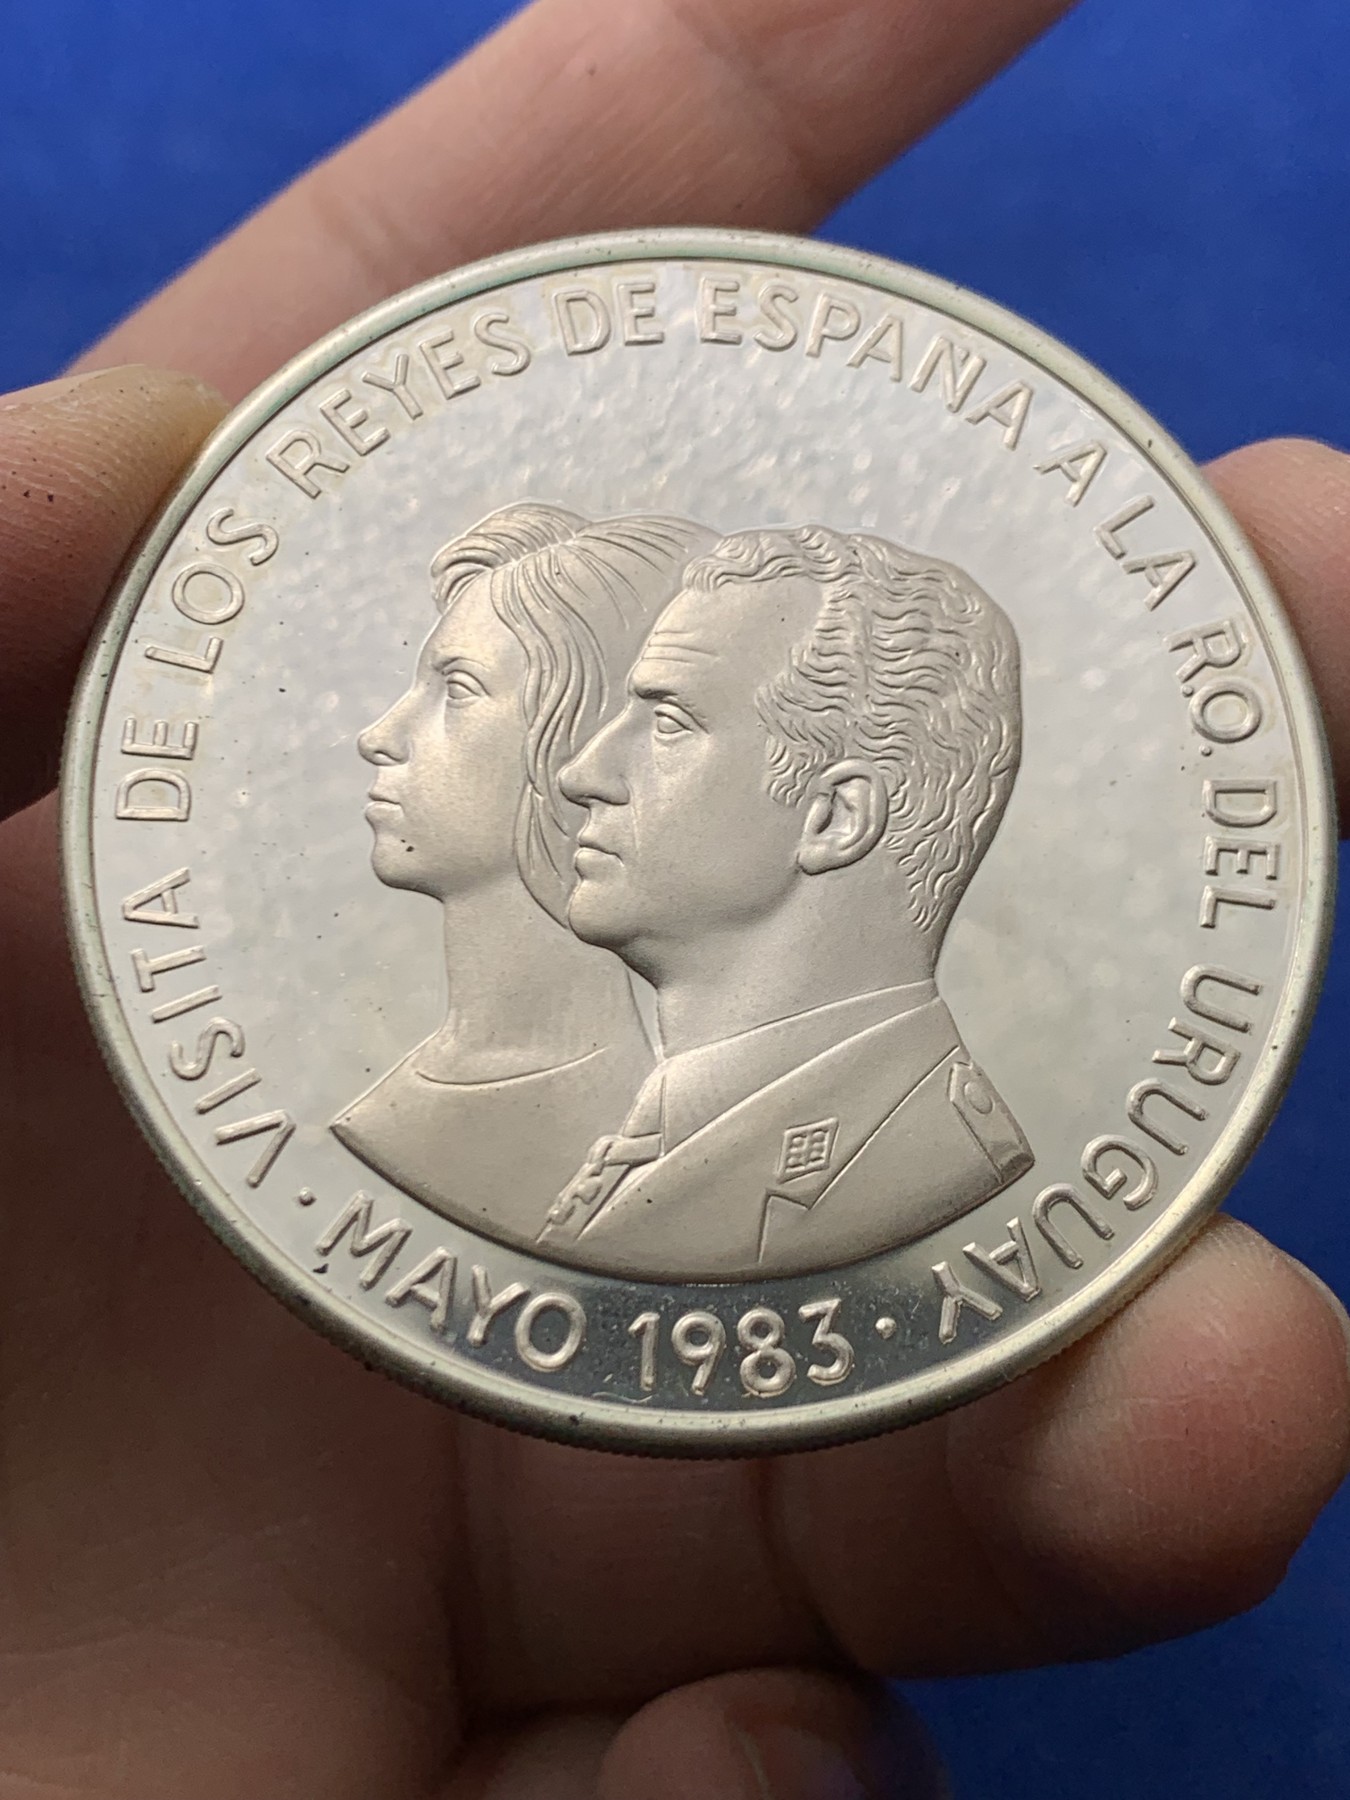 VISITA DE LOS REYES DE ESPAÑA A LA R.O. DEL URUGUAY
· MAYO 1983 ·